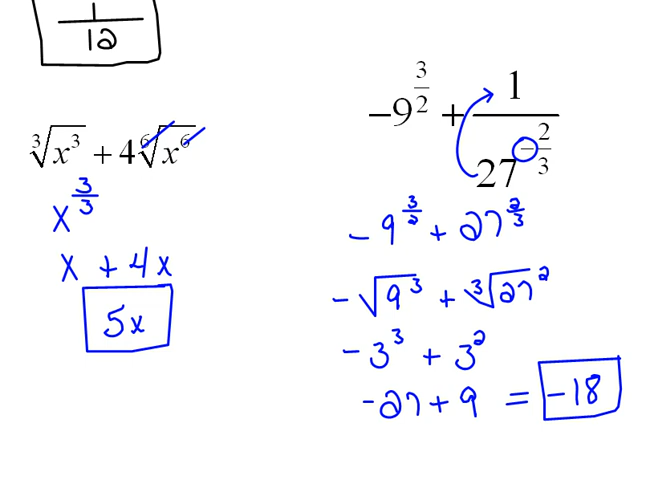 1/12
∛x³ + 4⁶√x⁶
x^(3/3)
x + 4x
5x
−9^(3/2) + 1/27^(−2/3)
- 9^(3/2) + 27^(2/3)
- √9³ + ∛27²
- 3³ + 3²
-27 + 9 = -18